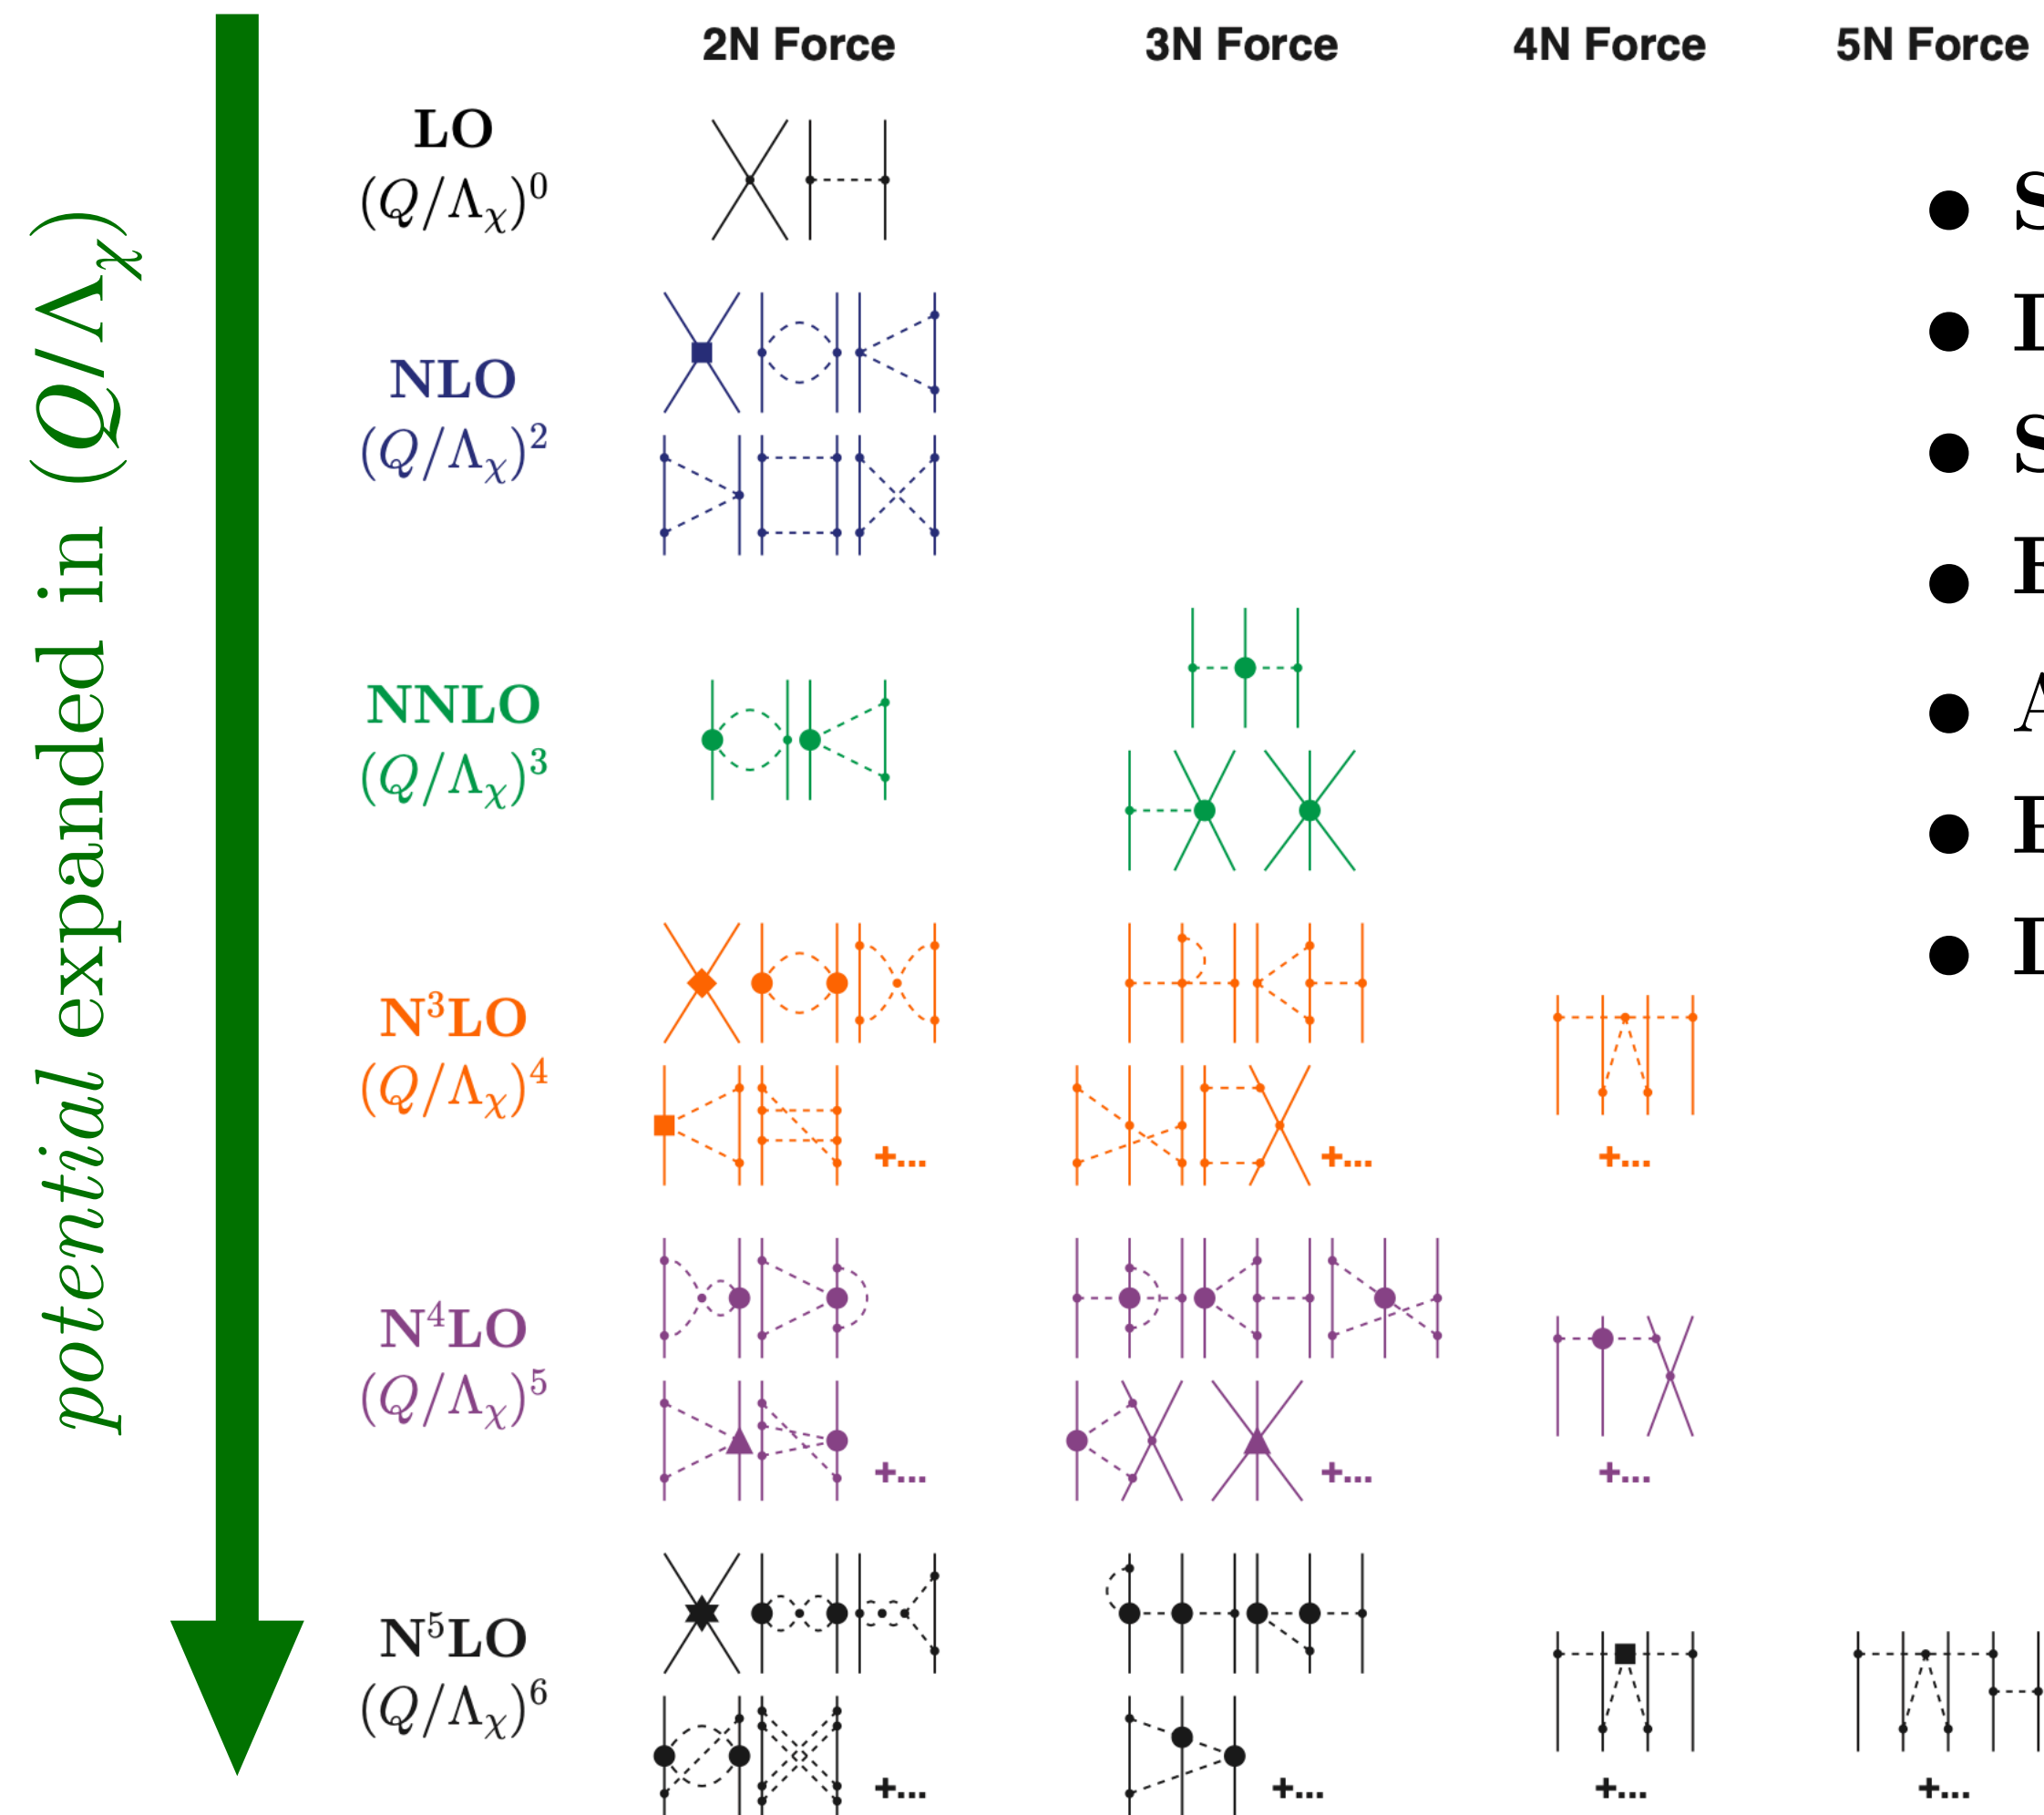 2N Force 3N Force 4N Force 5N Force
potential expanded in (Q/Λχ)
LO
(Q/Λχ)⁰
NLO
(Q/Λχ)²
NNLO
(Q/Λχ)³
N³LO
(Q/Λχ)⁴
+... +... +...
N⁴LO
(Q/Λχ)⁵
+... +... +...
N⁵LO
(Q/Λχ)⁶
+... +... +... +...